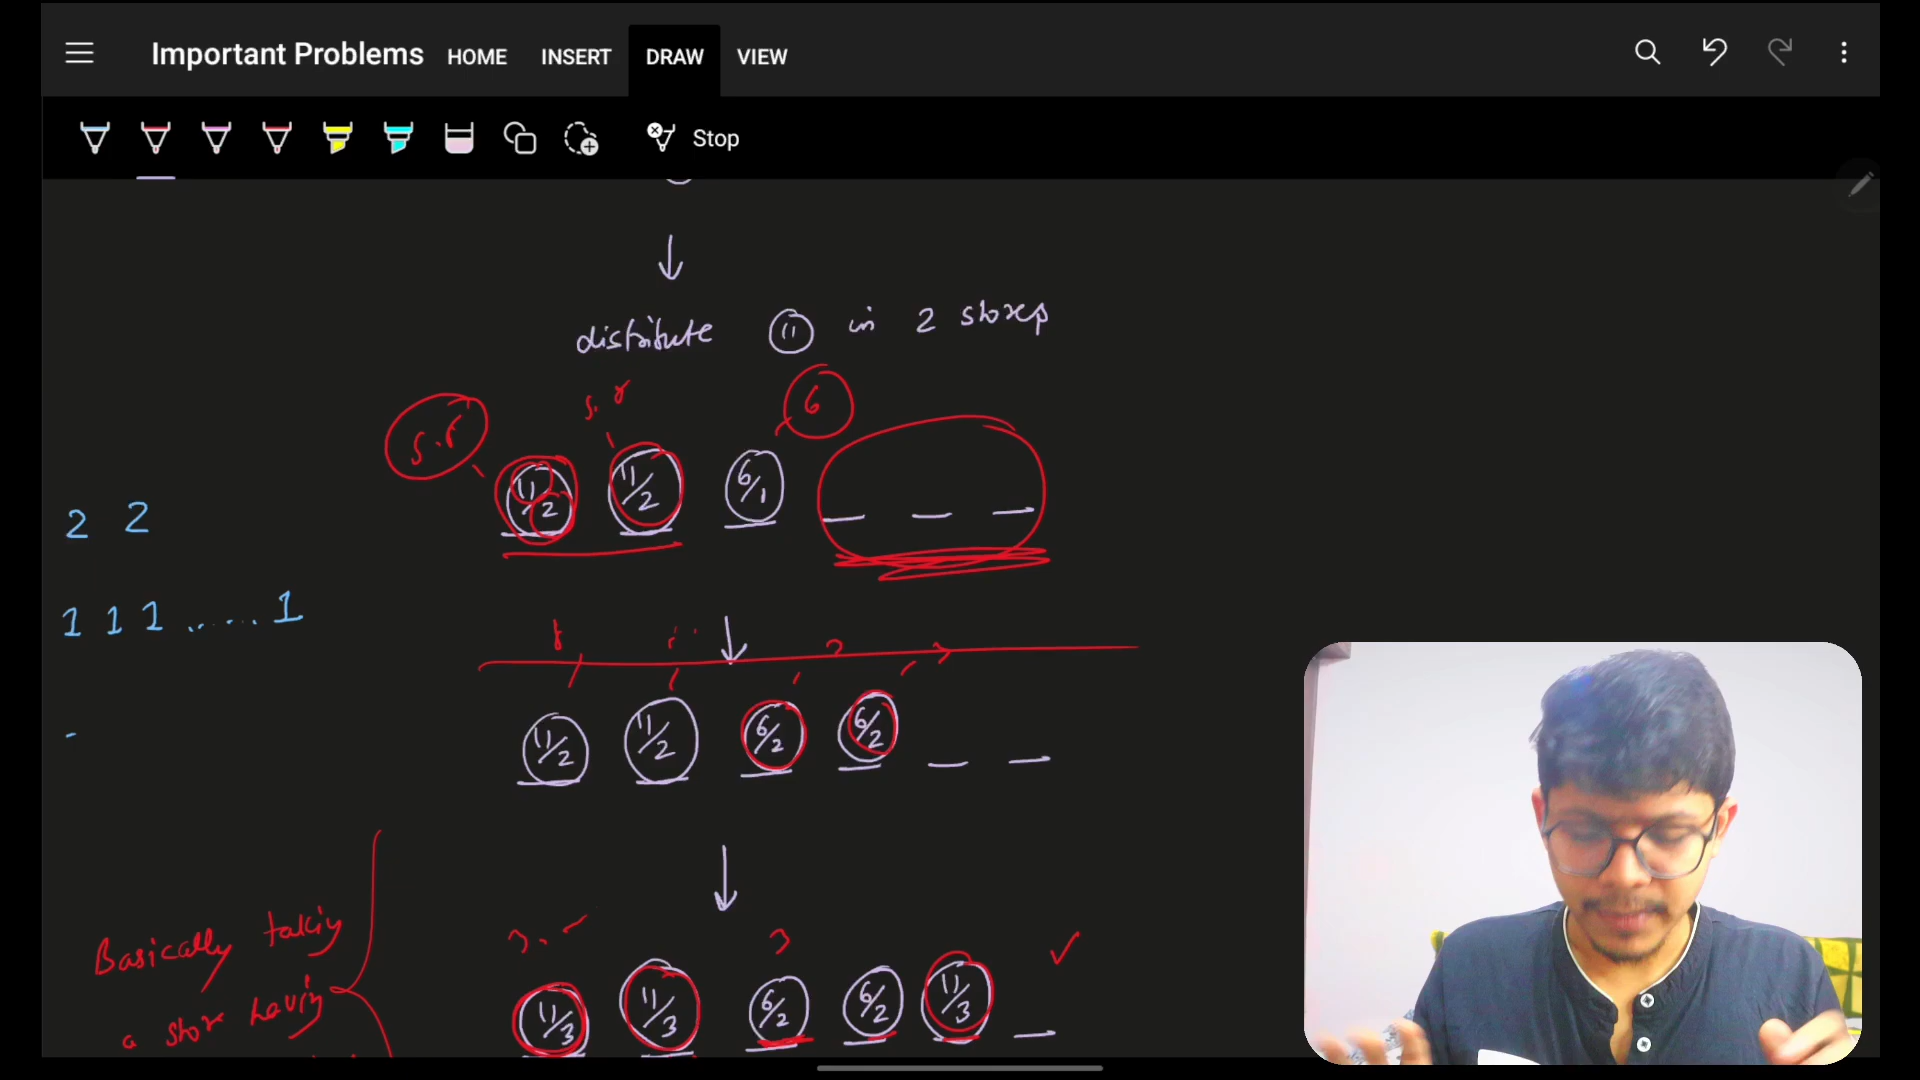 Important Problems HOME INSERT DRAW VIEW
Stop
distribute 11 in 2 stores
6
11/2 11/2 6/1
2 2
1 1 1 ...... 1
11/2 11/2 6/2 6/2
3
Basically taking
a store having
11/3 11/3 6/2 6/2 11/3